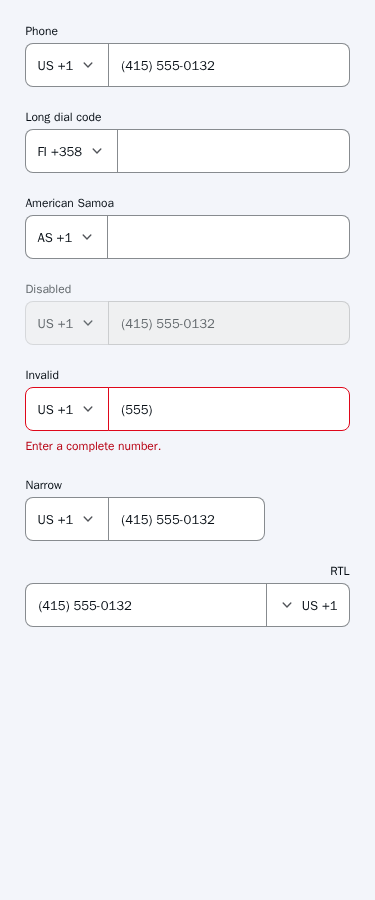 Phone
US +1 (415) 555-0132
Long dial code
FI +358
American Samoa
AS +1
Disabled
US +1 (415) 555-0132
Invalid
US +1 (555)
Enter a complete number.
Narrow
US +1 (415) 555-0132
RTL
(415) 555-0132 US +1